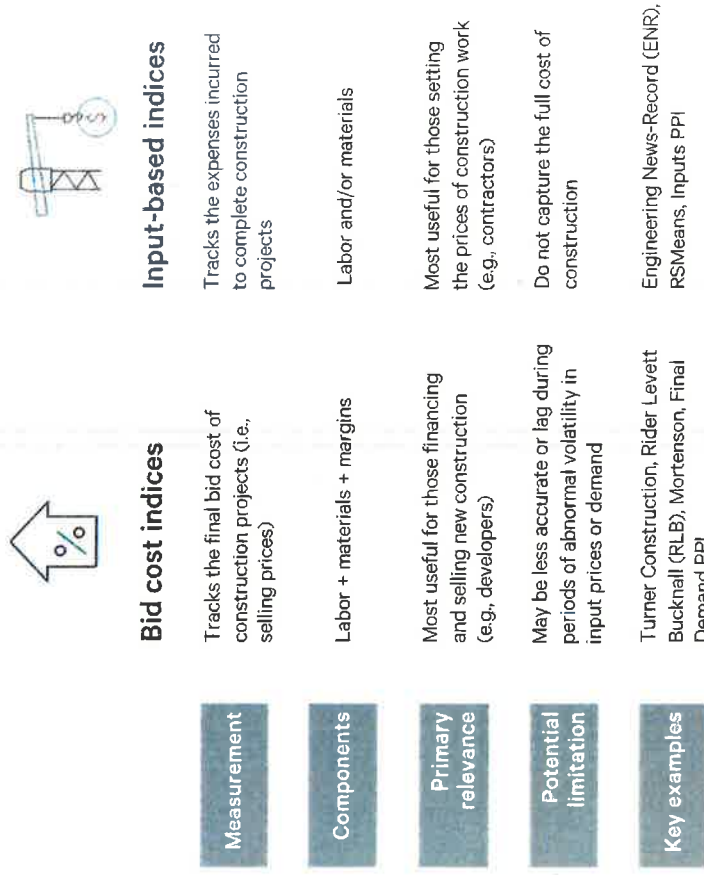 Bid cost indices
Input-based indices
Measurement
Tracks the final bid cost of
construction projects (i.e.,
selling prices)
Tracks the expenses incurred
to complete construction
projects
Components
Labor + materials + margins
Labor and/or materials
Primary
relevance
Most useful for those financing
and selling new construction
(e.g., developers)
Most useful for those setting
the prices of construction work
(e.g., contractors)
Potential
limitation
May be less accurate or lag during
periods of abnormal volatility in
input prices or demand
Do not capture the full cost of
construction
Key examples
Turner Construction, Rider Levett
Bucknall (RLB), Mortenson, Final
Demand PPI
Engineering News-Record (ENR),
RSMeans, Inputs PPI